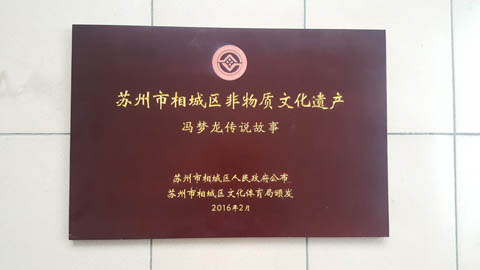 苏州市相城区非物质文化遗产
冯梦龙传说故事
苏州市相城区人民政府公布
苏州市相城区文化体育局颁发
2016年2月